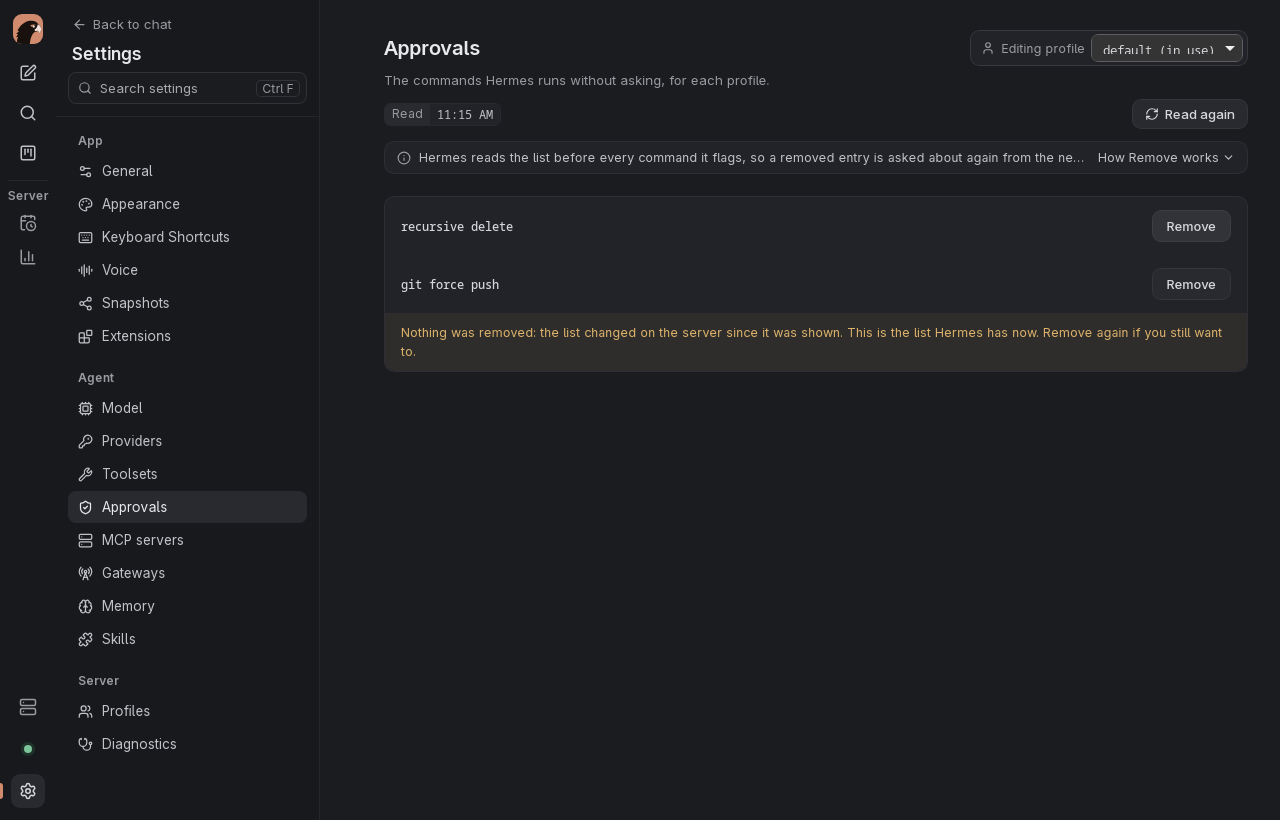 Back to chat
Settings
Search settings
Ctrl F
App
General
Appearance
Keyboard Shortcuts
Voice
Snapshots
Extensions
Agent
Model
Providers
Toolsets
Approvals
MCP servers
Gateways
Memory
Skills
Server
Profiles
Diagnostics
Server
Approvals
Editing profile
default (in use)
The commands Hermes runs without asking, for each profile.
Read 11:15 AM
Read again
Hermes reads the list before every command it flags, so a removed entry is asked about again from the ne...
How Remove works
recursive delete
Remove
git force push
Remove
Nothing was removed: the list changed on the server since it was shown. This is the list Hermes has now. Remove again if you still want
to.